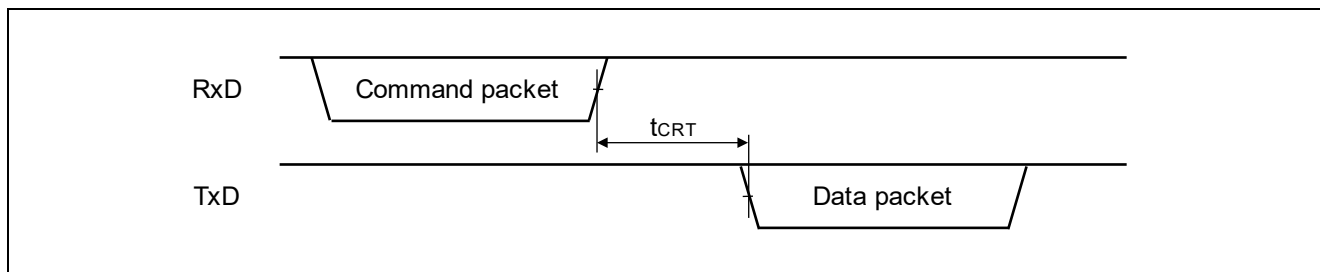 RxD
Command packet
tCRT
TxD
Data packet